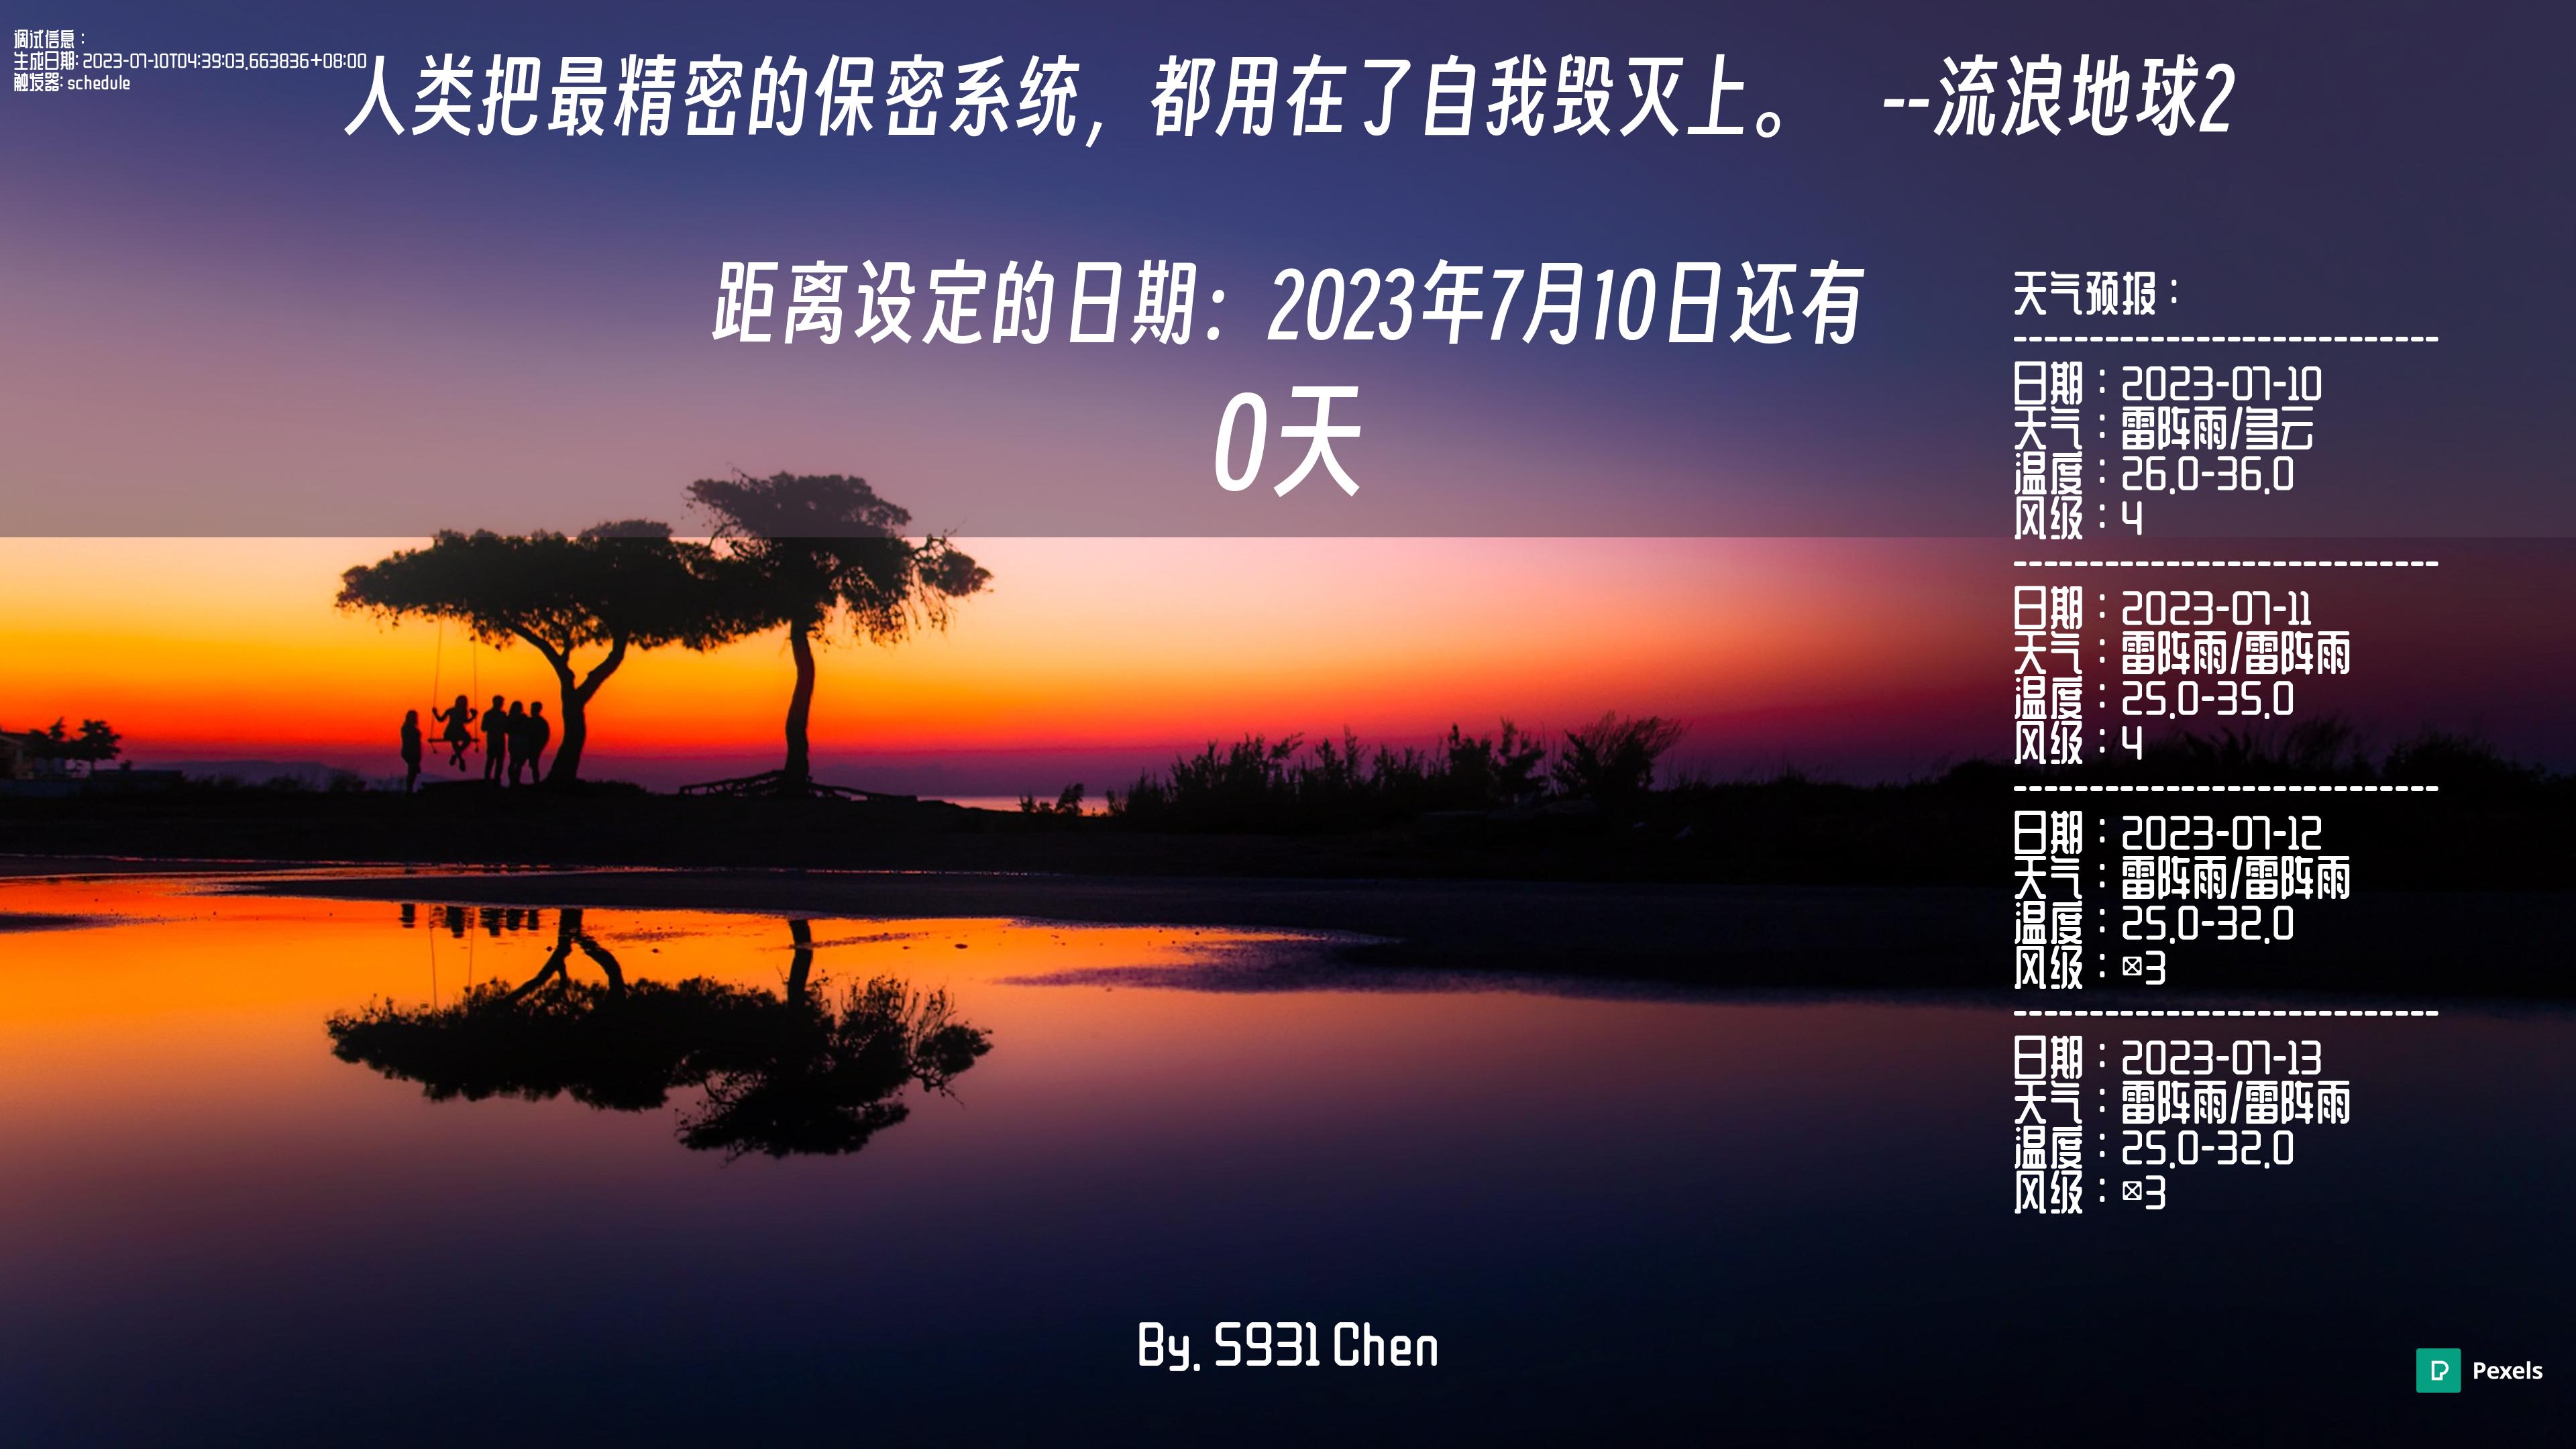 调试信息：
生成日期: 2023-07-10T04:39:03.663836+08:00
触发器: schedule
人类把最精密的保密系统，都用在了自我毁灭上。 --流浪地球2
距离设定的日期：2023年7月10日还有
0天
天气预报：
----------------------------
日期：2023-07-10
天气：雷阵雨/多云
温度：26.0-36.0
风级：4
----------------------------
日期：2023-07-11
天气：雷阵雨/雷阵雨
温度：25.0-35.0
风级：4
----------------------------
日期：2023-07-12
天气：雷阵雨/雷阵雨
温度：25.0-32.0
风级：☒3
----------------------------
日期：2023-07-13
天气：雷阵雨/雷阵雨
温度：25.0-32.0
风级：☒3
By. S931 Chen
Pexels